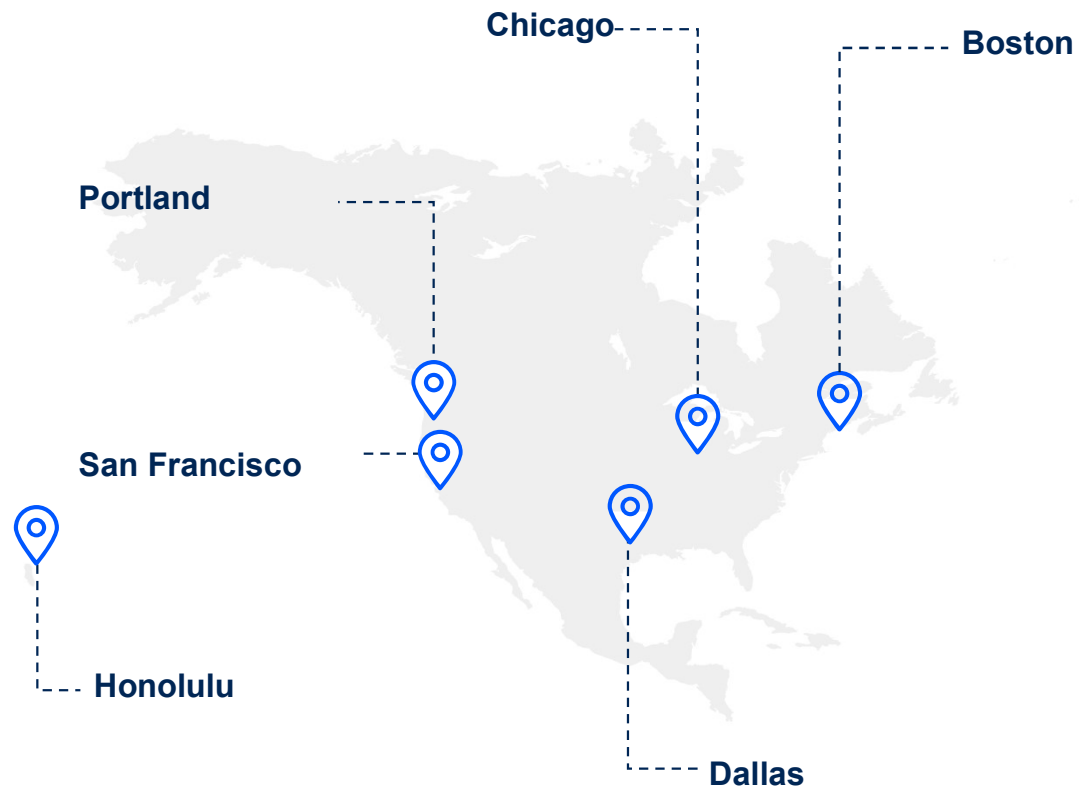 Chicago
Boston
Portland
San Francisco
Honolulu
Dallas